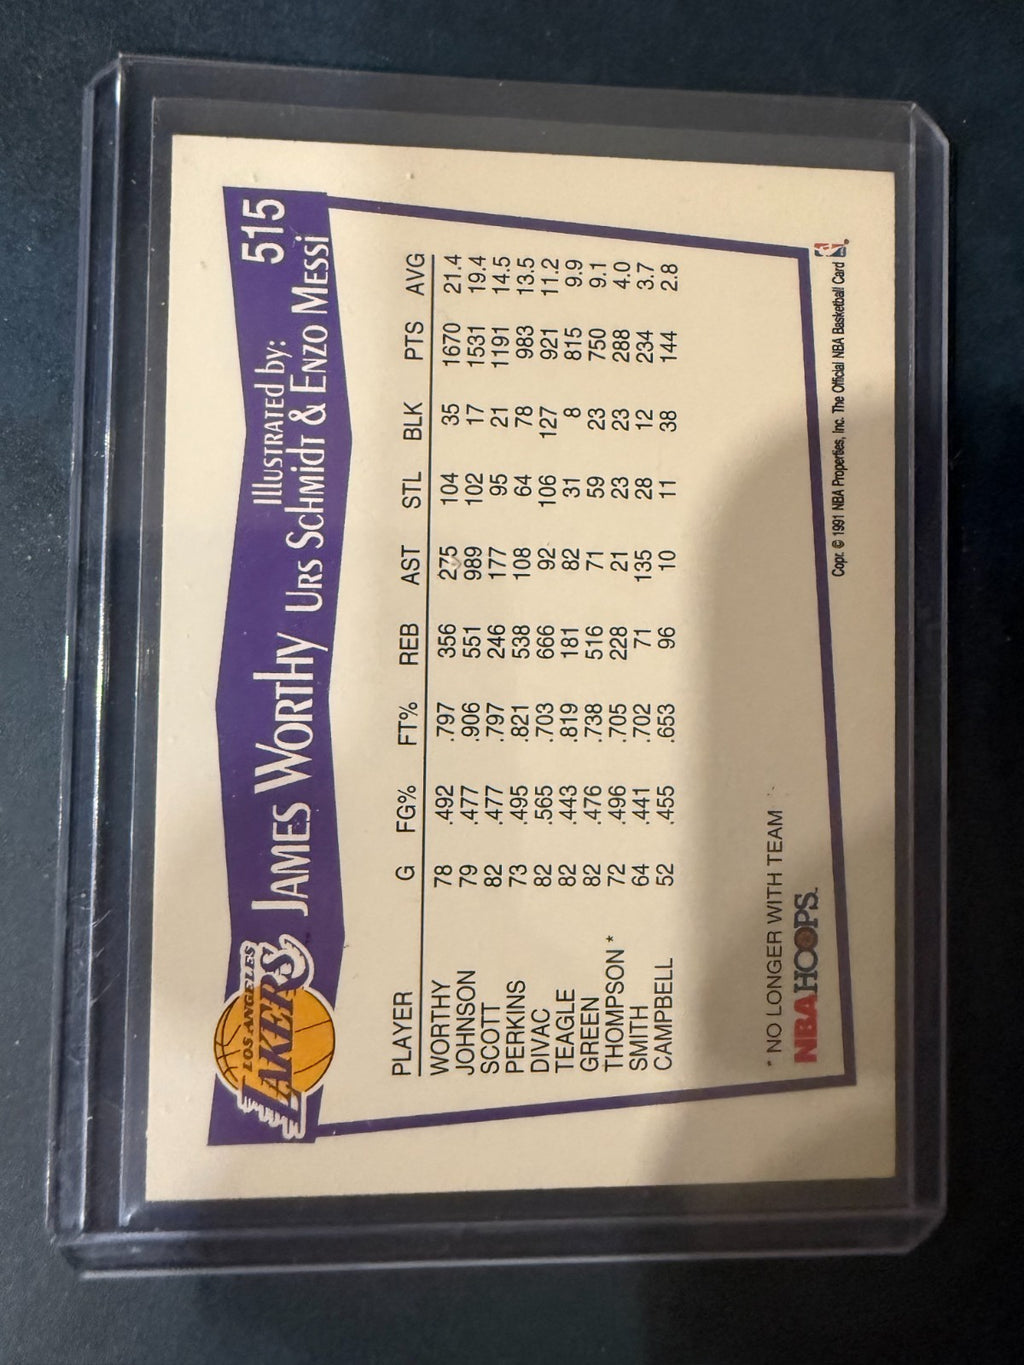 LOS ANGELES
LAKERS
JAMES WORTHY
Illustrated by:
URS SCHMIDT & ENZO MESSI
515
PLAYER G FG% FT% REB AST STL BLK PTS AVG
WORTHY 78 .492 .797 356 275 104 35 1670 21.4
JOHNSON 79 .477 .906 551 989 102 17 1531 19.4
SCOTT 82 .477 .797 246 177 95 21 1191 14.5
PERKINS 73 .495 .821 538 108 64 78 983 13.5
DIVAC 82 .565 .703 666 92 106 127 921 11.2
TEAGLE 82 .443 .819 181 82 31 8 815 9.9
GREEN 82 .476 .738 516 71 59 23 750 9.1
THOMPSON * 72 .496 .705 228 21 23 23 288 4.0
SMITH 64 .441 .702 71 135 28 12 234 3.7
CAMPBELL 52 .455 .653 96 10 11 38 144 2.8
* NO LONGER WITH TEAM
NBA HOOPS
Copr. © 1991 NBA Properties, Inc. The Official NBA Basketball Card